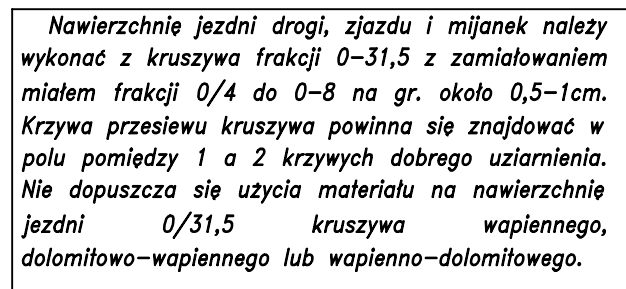 Nawierzchnię jezdni drogi, zjazdu i mijanek należy
wykonać z kruszywa frakcji 0-31,5 z zamiałowaniem
miałem frakcji 0/4 do 0-8 na gr. około 0,5-1cm.
Krzywa przesiewu kruszywa powinna się znajdować w
polu pomiędzy 1 a 2 krzywych dobrego uziarnienia.
Nie dopuszcza się użycia materiału na nawierzchnię
jezdni 0/31,5 kruszywa wapiennego,
dolomitowo-wapiennego lub wapienno-dolomitowego.